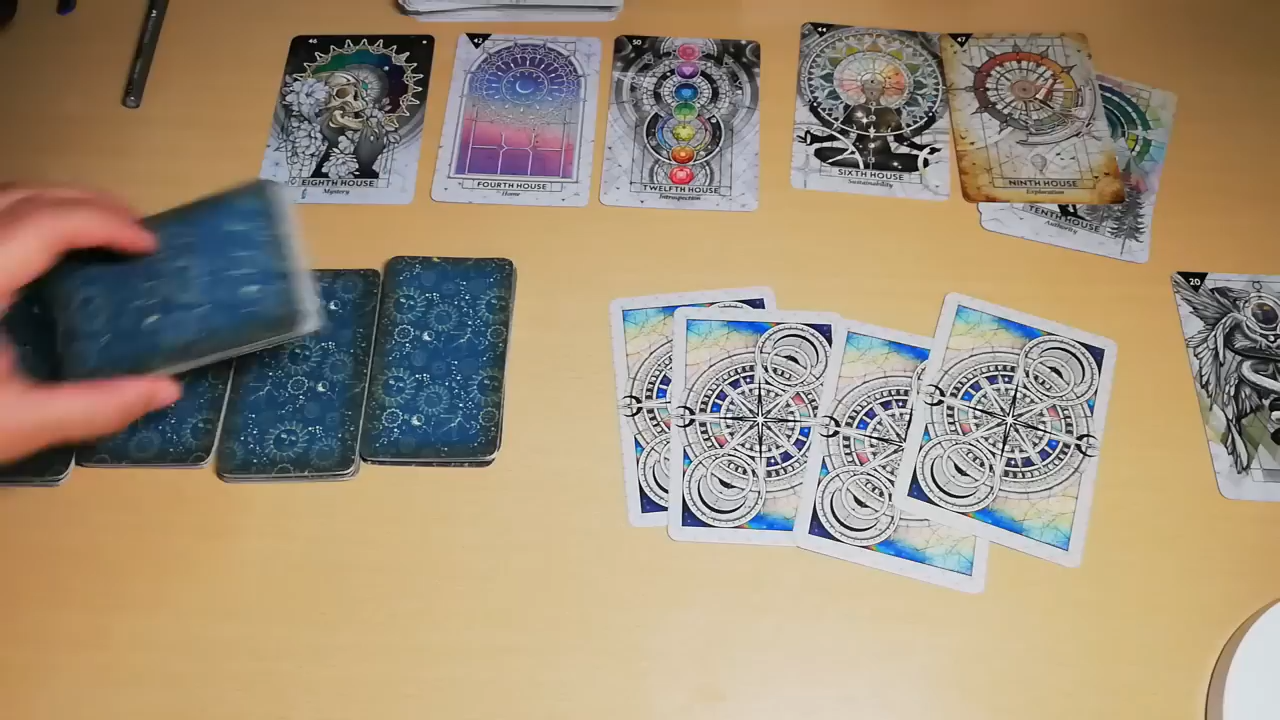 46
EIGHTH HOUSE
Mystery
42
FOURTH HOUSE
Home
50
TWELFTH HOUSE
Introspection
44
SIXTH HOUSE
Sustainability
47
NINTH HOUSE
Exploration
TENTH HOUSE
Authority
20